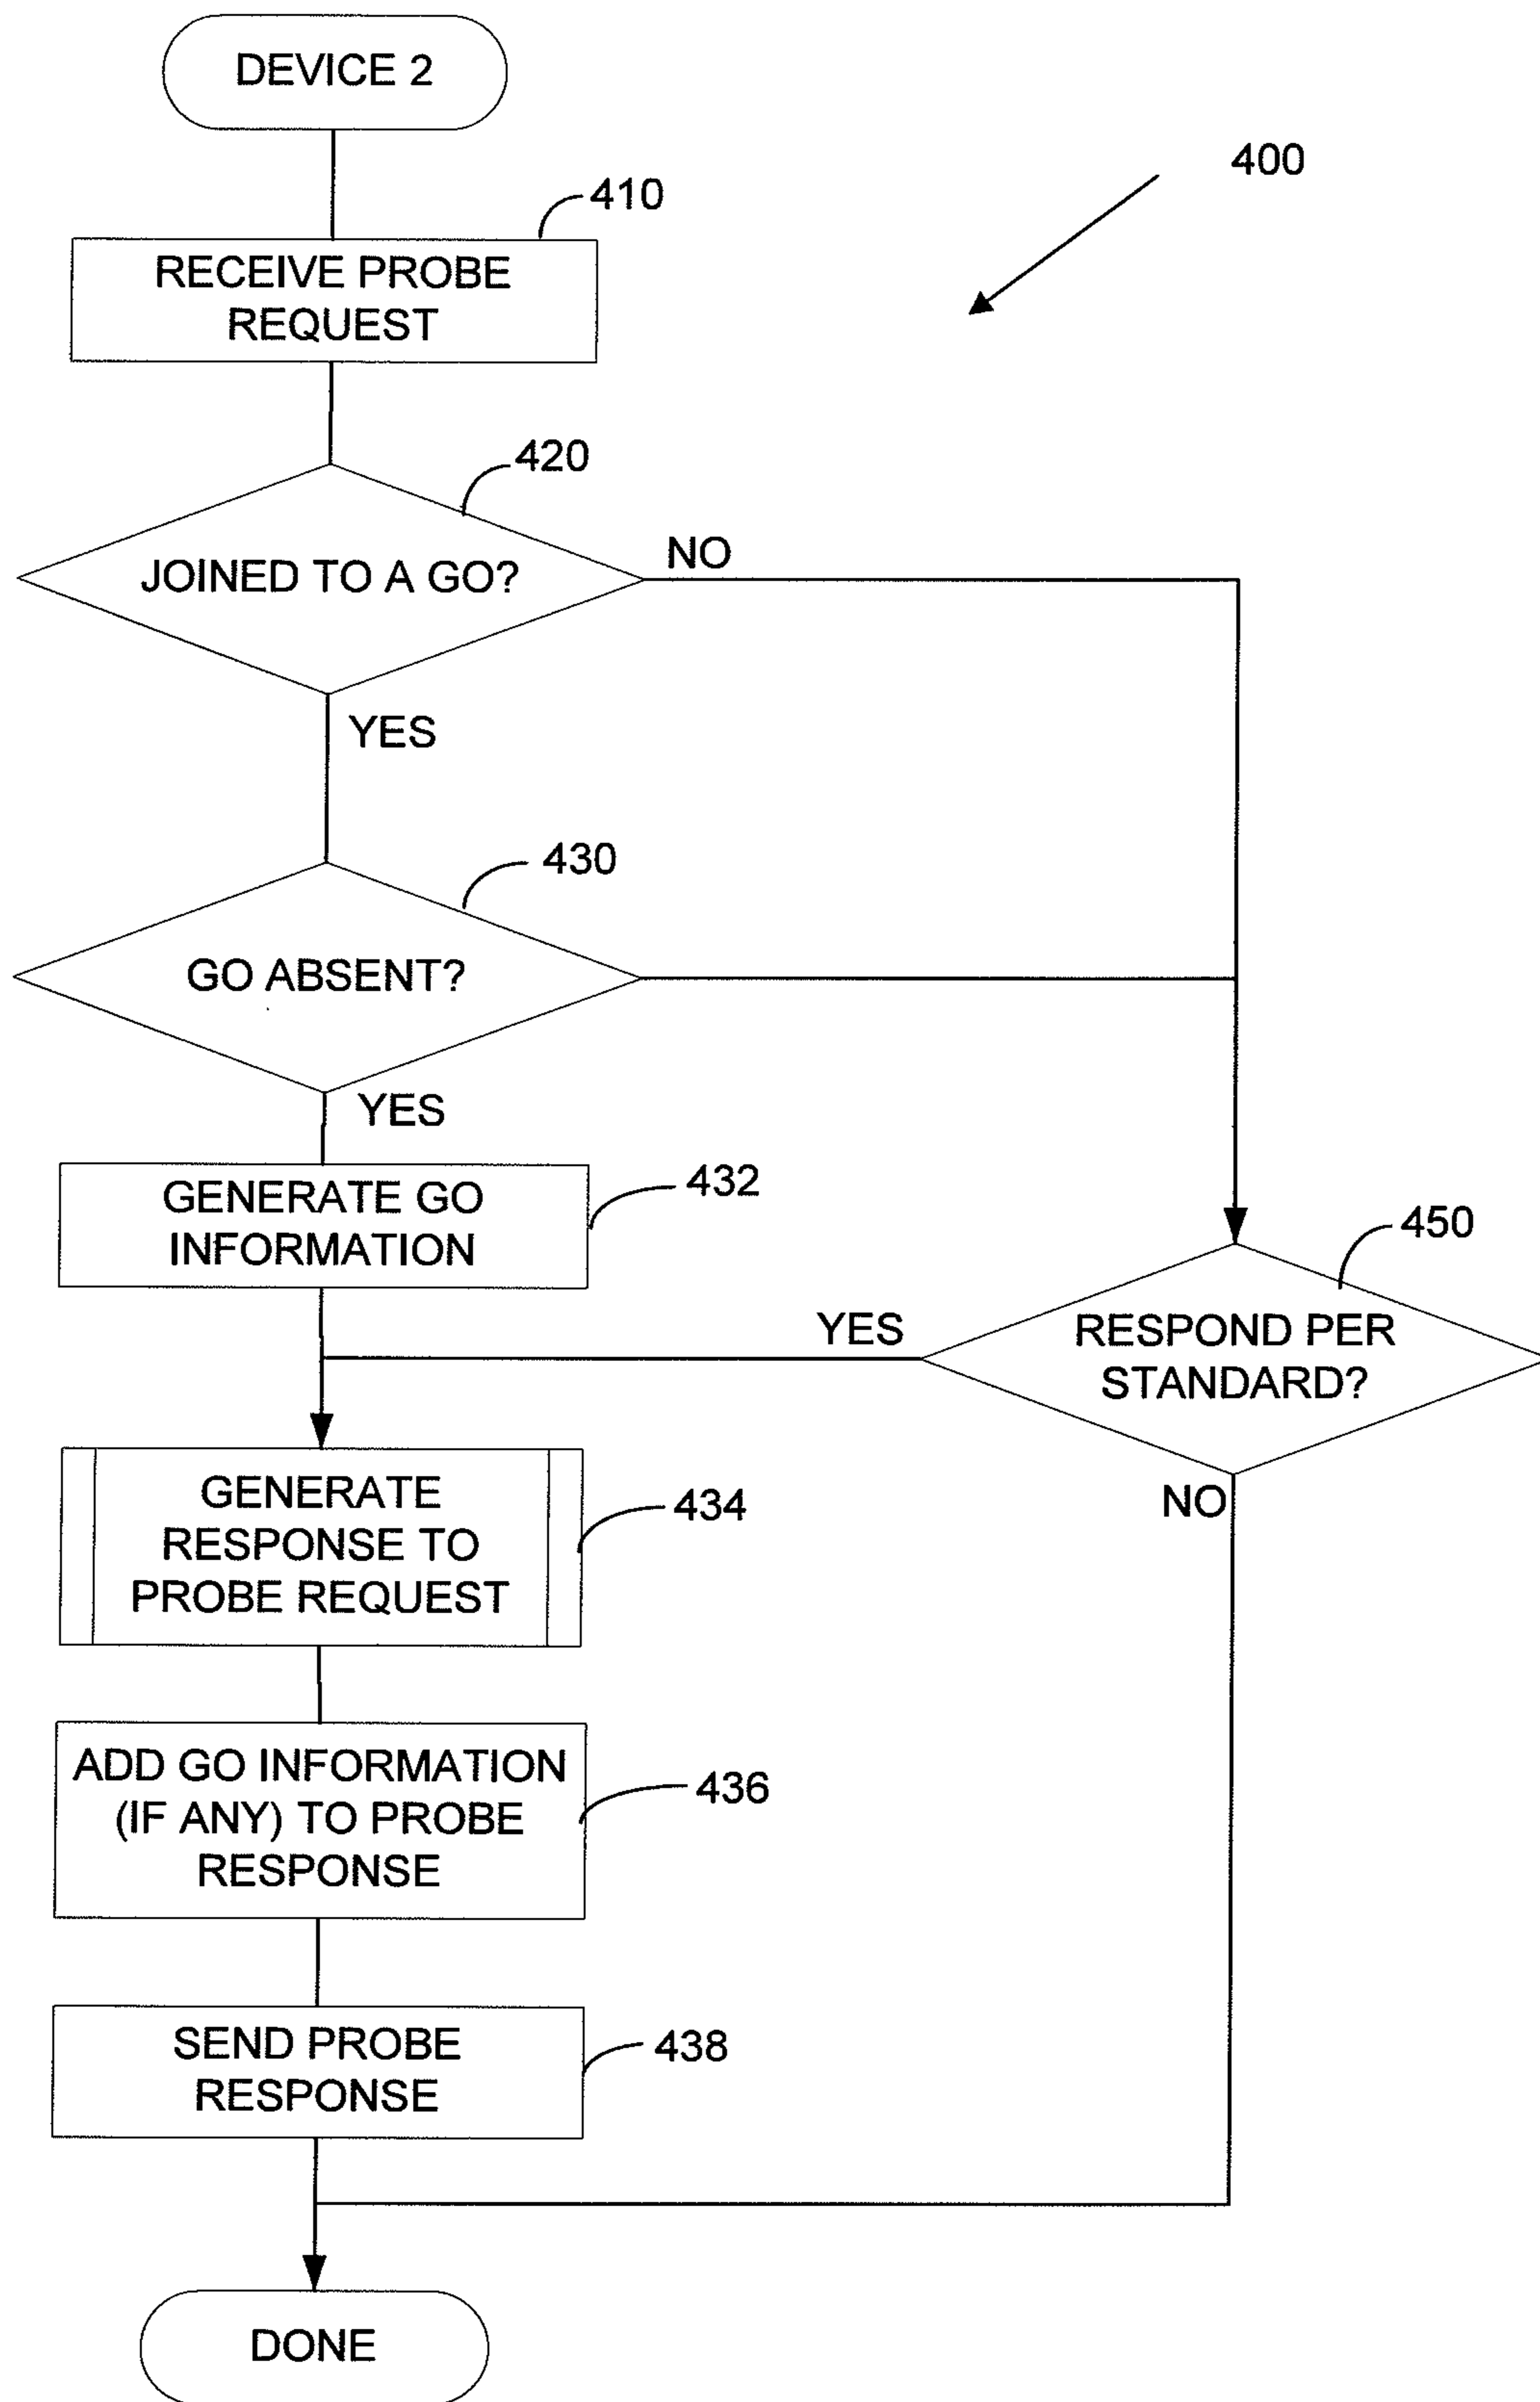 DEVICE 2
400
410
RECEIVE PROBE
REQUEST
420
JOINED TO A GO?
NO
YES
430
GO ABSENT?
YES
GENERATE GO
INFORMATION
432
450
RESPOND PER
STANDARD?
YES
NO
GENERATE
RESPONSE TO
PROBE REQUEST
434
ADD GO INFORMATION
(IF ANY) TO PROBE
RESPONSE
436
SEND PROBE
RESPONSE
438
DONE